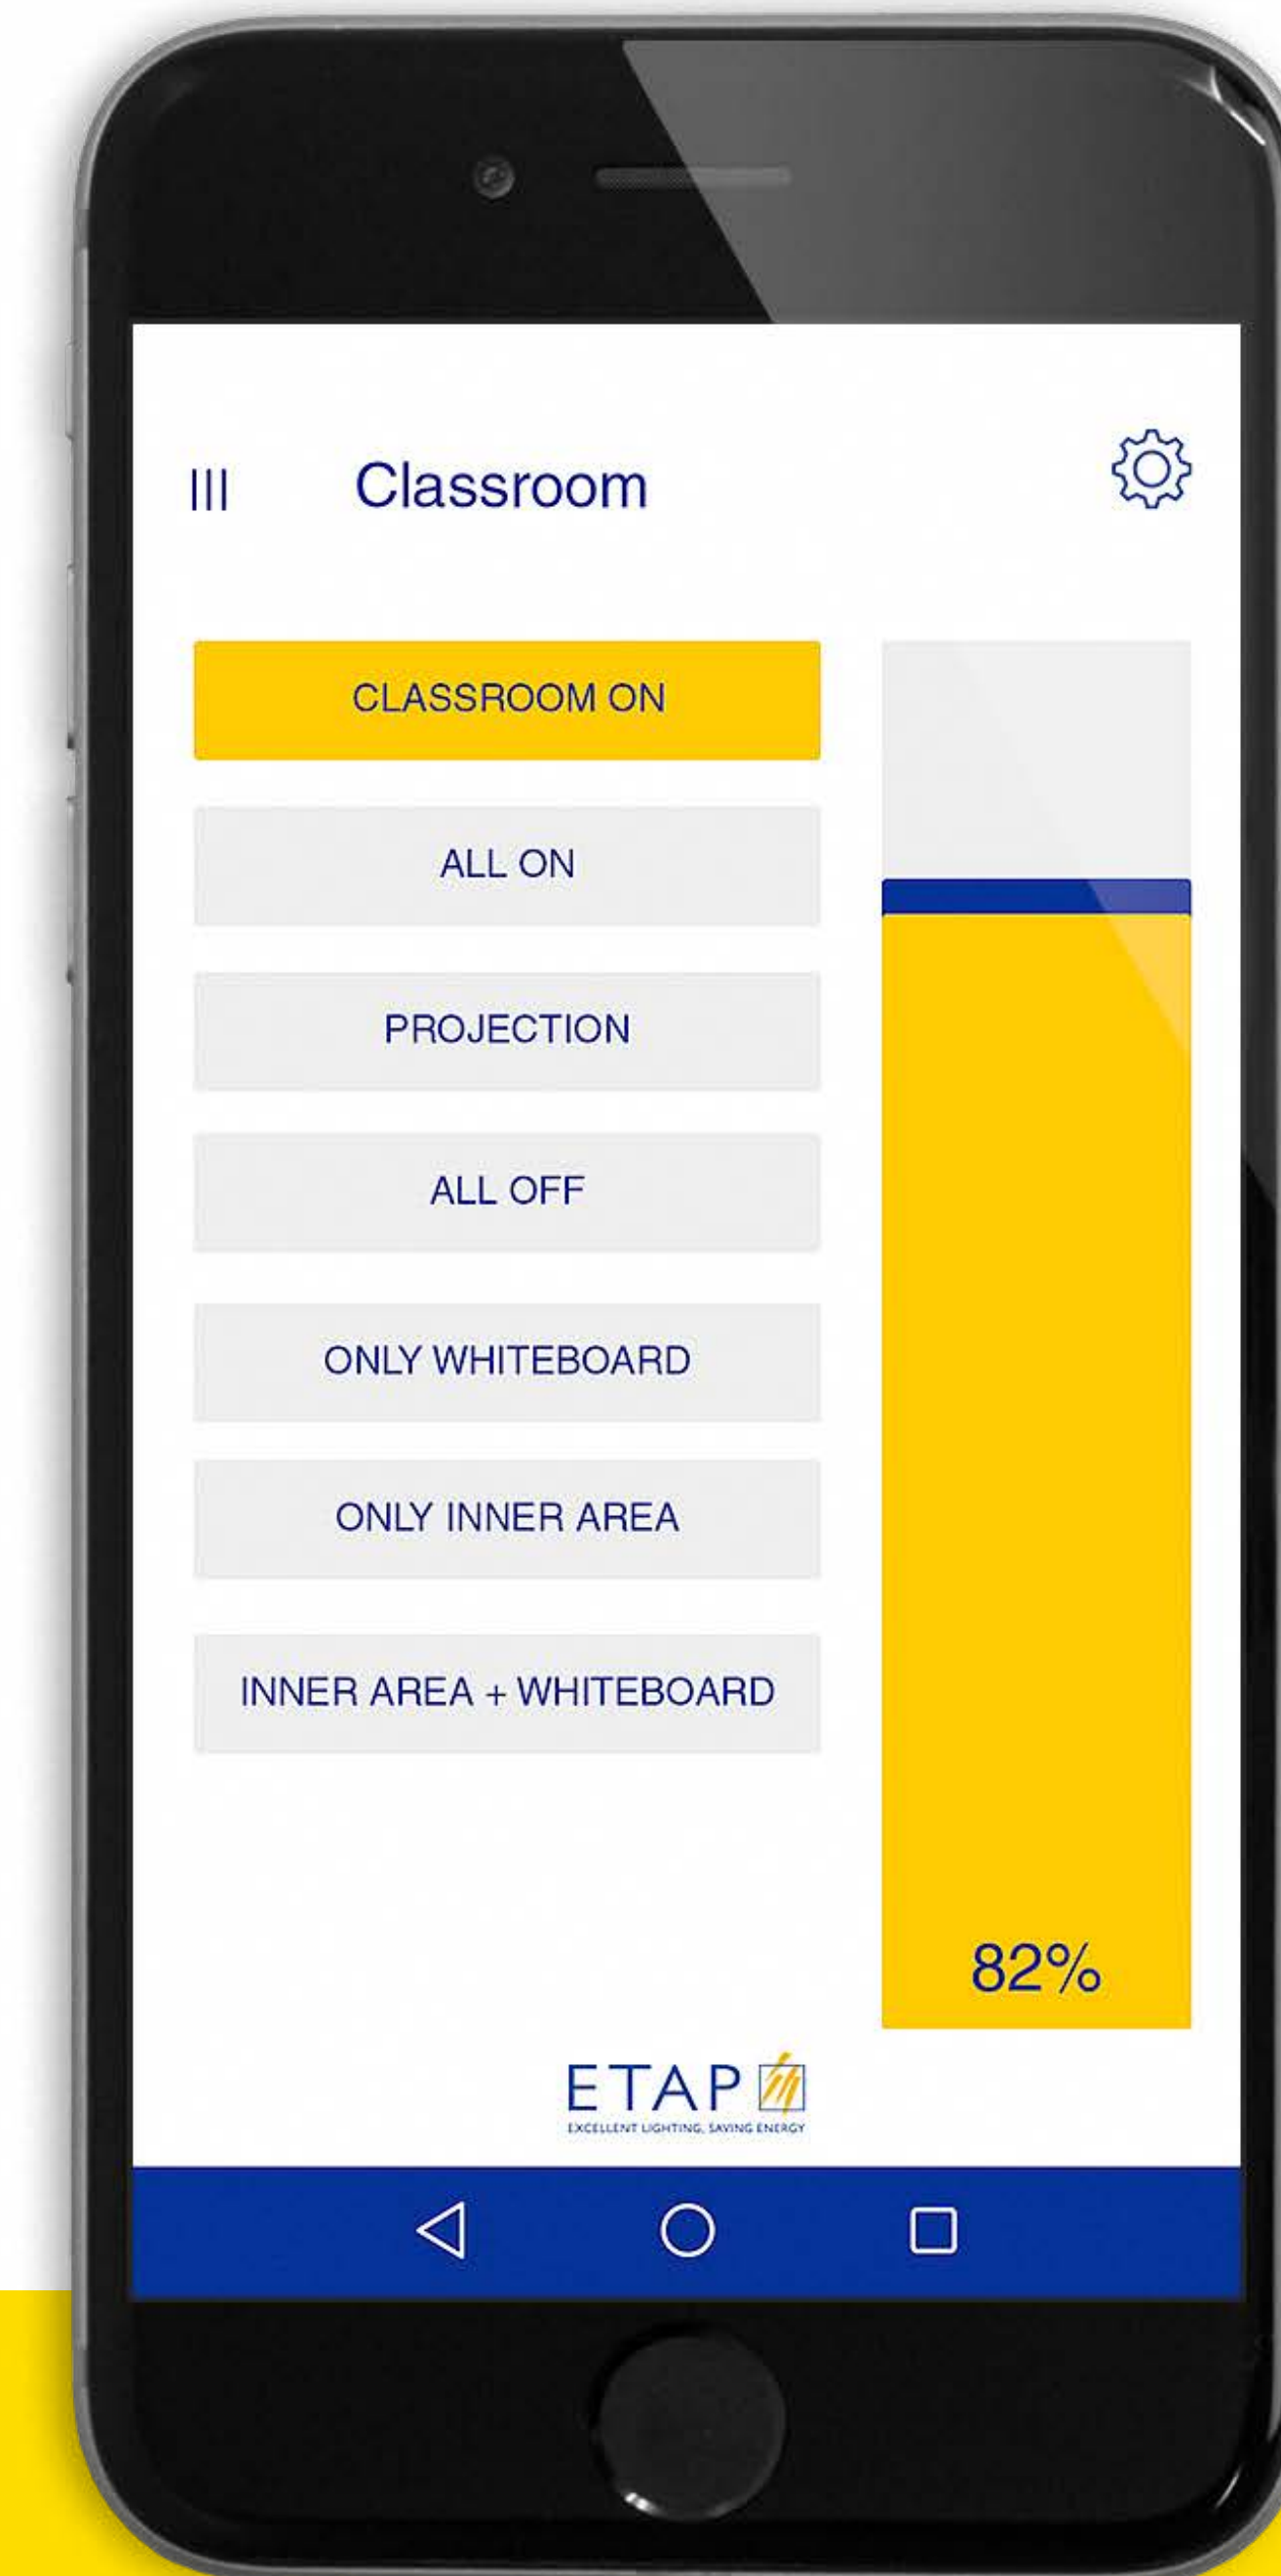 Classroom
CLASSROOM ON
ALL ON
PROJECTION
ALL OFF
ONLY WHITEBOARD
ONLY INNER AREA
INNER AREA + WHITEBOARD
82%
ETAP
EXCELLENT LIGHTING, SAVING ENERGY